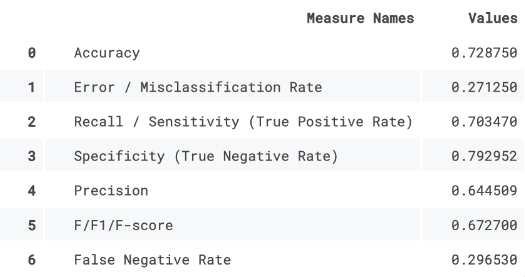 Measure Names Values
0 Accuracy 0.728750
1 Error / Misclassification Rate 0.271250
2 Recall / Sensitivity (True Positive Rate) 0.703470
3 Specificity (True Negative Rate) 0.792952
4 Precision 0.644509
5 F/F1/F-score 0.672700
6 False Negative Rate 0.296530